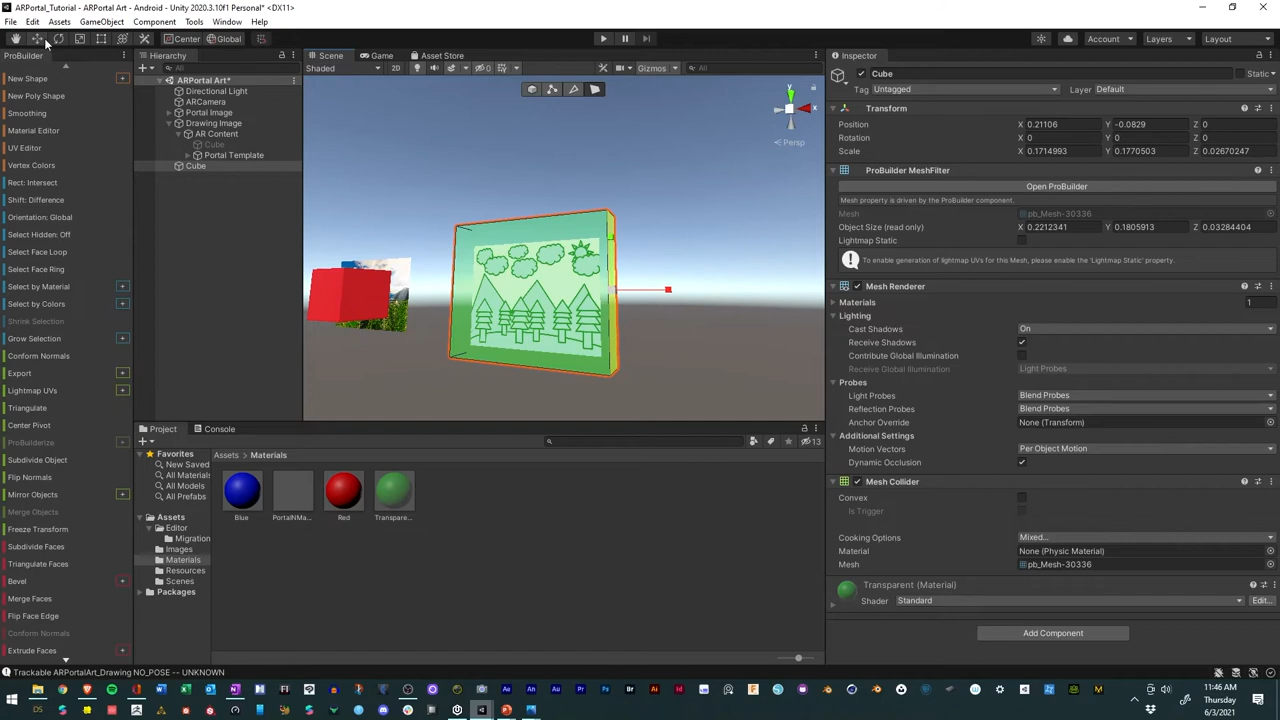 ARPortal_Tutorial - ARPortal Art - Android - Unity 2020.3.10f1 Personal* <DX11>
File Edit Assets GameObject Component Tools Window Help
Center Global Account Layers Layout
ProBuilder
New Shape
New Poly Shape
Smoothing
Material Editor
UV Editor
Vertex Colors
Rect: Intersect
Shift: Difference
Orientation: Global
Select Hidden: Off
Select Face Loop
Select Face Ring
Select by Material
Select by Colors
Shrink Selection
Grow Selection
Conform Normals
Export
Lightmap UVs
Triangulate
Center Pivot
ProBuilderize
Subdivide Object
Flip Normals
Mirror Objects
Merge Objects
Freeze Transform
Subdivide Faces
Triangulate Faces
Bevel
Merge Faces
Flip Face Edge
Conform Normals
Extrude Faces
Hierarchy
All
ARPortal Art*
Directional Light
ARCamera
Portal Image
Drawing Image
AR Content
Cube
Portal Template
Cube
Scene Game Asset Store
Shaded 2D 0 Gizmos All
x
Persp
Project Console
13
Favorites
New Saved
All Materials
All Models
All Prefabs
Assets
Editor
Migration
Images
Materials
Resources
Scenes
Packages
Assets Materials
Blue PortalNMa... Red Transpare...
Inspector
Cube Static
Tag Untagged Layer Default
Transform
Position X 0.21106 Y -0.0829 Z 0
Rotation X 0 Y 0 Z 0
Scale X 0.1714993 Y 0.1770503 Z 0.02670247
ProBuilder MeshFilter
Open ProBuilder
Mesh property is driven by the ProBuilder component.
Mesh pb_Mesh-30336
Object Size (read only) X 0.2212341 Y 0.1805913 Z 0.03284404
Lightmap Static
To enable generation of lightmap UVs for this Mesh, please enable the 'Lightmap Static' property.
Mesh Renderer
Materials 1
Lighting
Cast Shadows On
Receive Shadows
Contribute Global Illumination
Receive Global Illumination Light Probes
Probes
Light Probes Blend Probes
Reflection Probes Blend Probes
Anchor Override None (Transform)
Additional Settings
Motion Vectors Per Object Motion
Dynamic Occlusion
Mesh Collider
Convex
Is Trigger
Cooking Options Mixed...
Material None (Physic Material)
Mesh pb_Mesh-30336
Transparent (Material)
Shader Standard Edit...
Add Component
Trackable ARPortalArt_Drawing NO_POSE -- UNKNOWN
11:46 AM
Thursday
6/3/2021